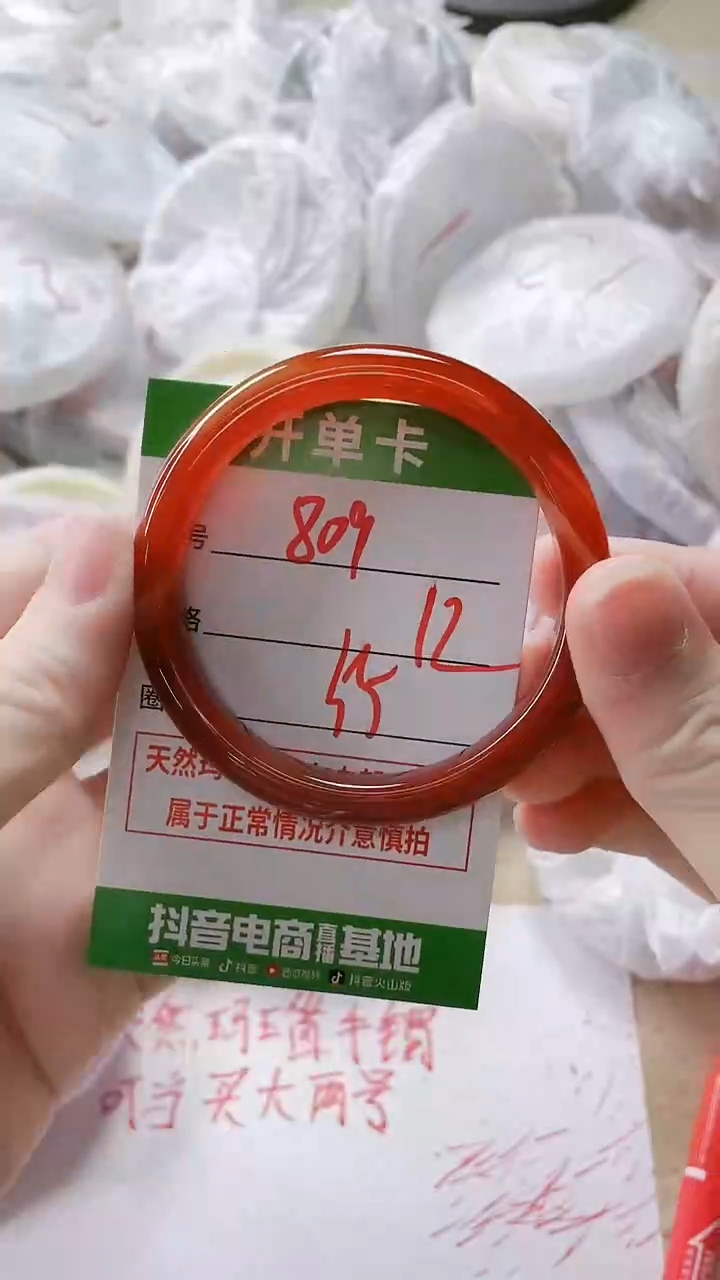 开单卡
号 809
格 12
圈 55
天然玛
属于正常情况介意慎拍
抖音电商直播基地
今日头条 抖音 西瓜视频 抖音火山版
天然玛瑙手镯
叮当买大两号